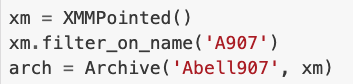 xm = XMMPointed()
xm.filter_on_name('A907')
arch = Archive('Abell907', xm)